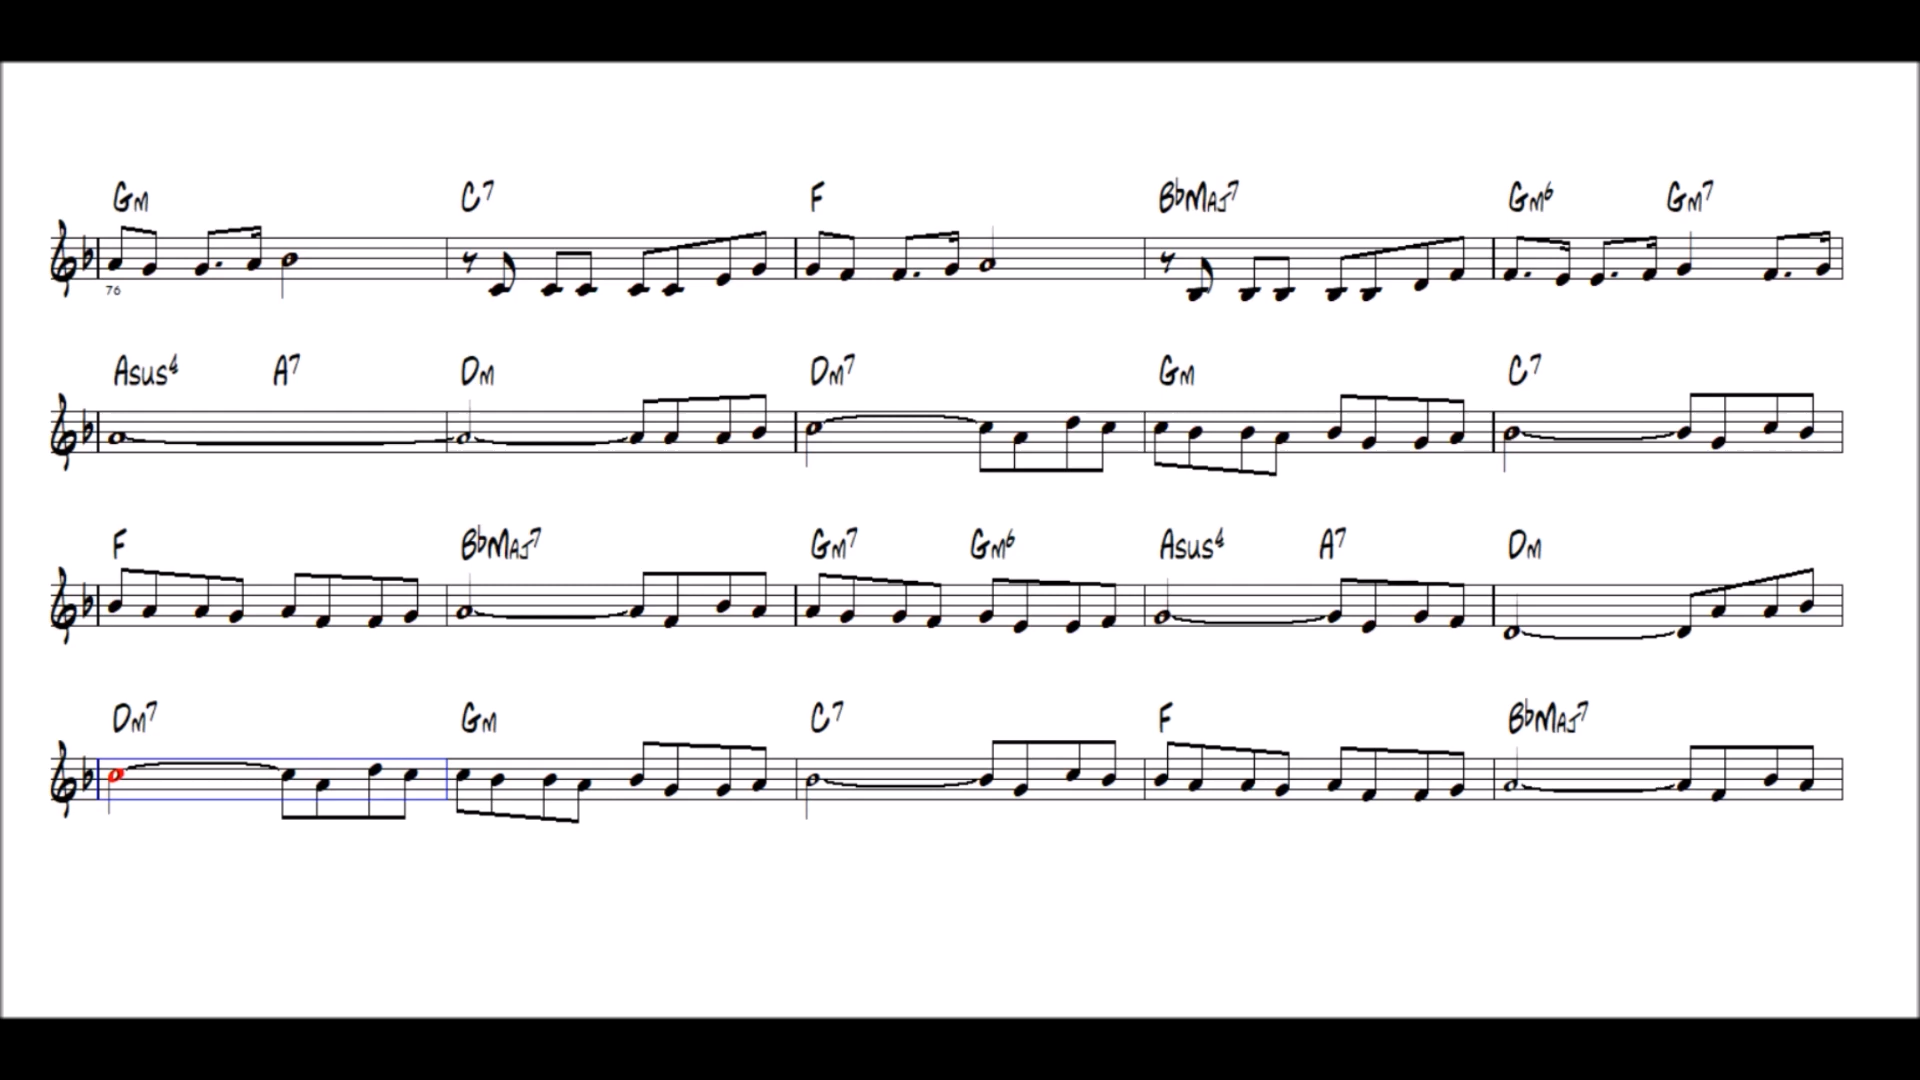 Gm C7 F BbMaj7 Gm6 Gm7
76
Asus4 A7 Dm Dm7 Gm C7
F BbMaj7 Gm7 Gm6 Asus4 A7 Dm
Dm7 Gm C7 F BbMaj7